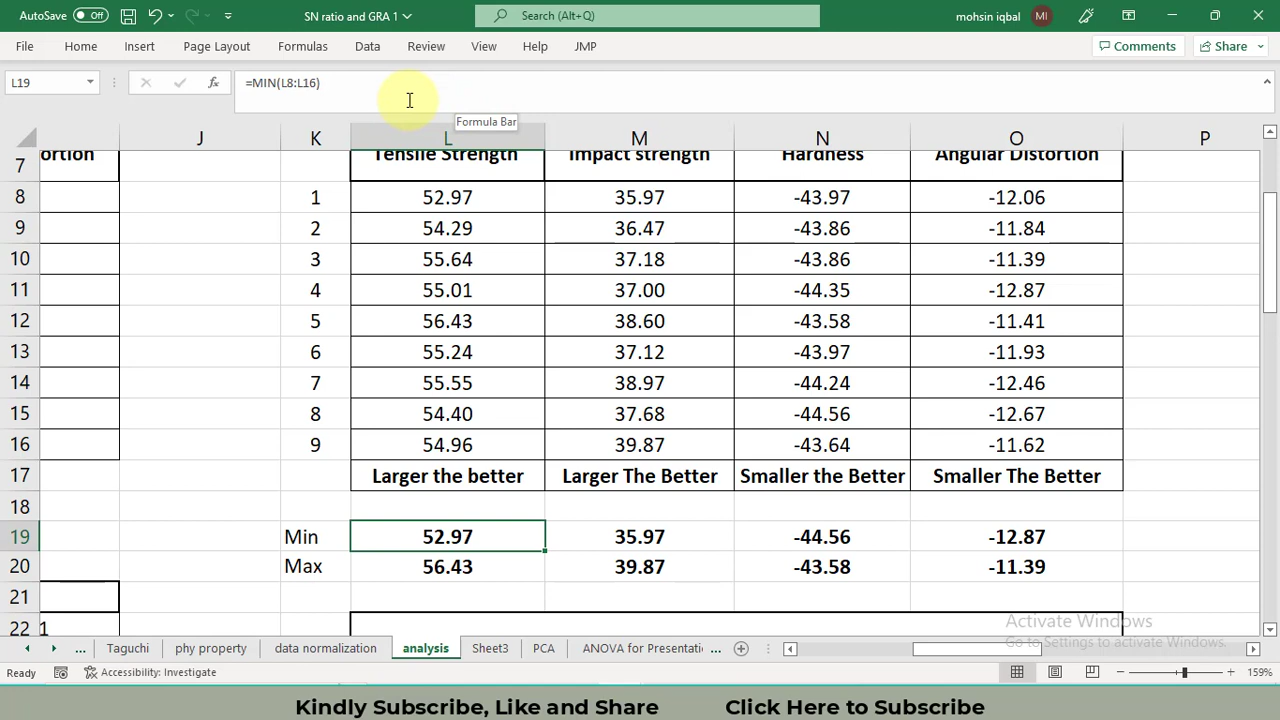 AutoSave Off SN ratio and GRA 1 Search (Alt+Q) mohsin iqbal MI
File Home Insert Page Layout Formulas Data Review View Help JMP Comments Share
L19 fx =MIN(L8:L16)
Formula Bar
J K L M N O P
7 ortion Tensile Strength Impact strength Hardness Angular Distortion
8 1 52.97 35.97 -43.97 -12.06
9 2 54.29 36.47 -43.86 -11.84
10 3 55.64 37.18 -43.86 -11.39
11 4 55.01 37.00 -44.35 -12.87
12 5 56.43 38.60 -43.58 -11.41
13 6 55.24 37.12 -43.97 -11.93
14 7 55.55 38.97 -44.24 -12.46
15 8 54.40 37.68 -44.56 -12.67
16 9 54.96 39.87 -43.64 -11.62
17 Larger the better Larger The Better Smaller the Better Smaller The Better
18
19 Min 52.97 35.97 -44.56 -12.87
20 Max 56.43 39.87 -43.58 -11.39
21
22 1
Activate Windows
Go to Settings to activate Windows.
... Taguchi phy property data normalization analysis Sheet3 PCA ANOVA for Presentatio ...
Ready Accessibility: Investigate 159%
Kindly Subscribe, Like and Share Click Here to Subscribe